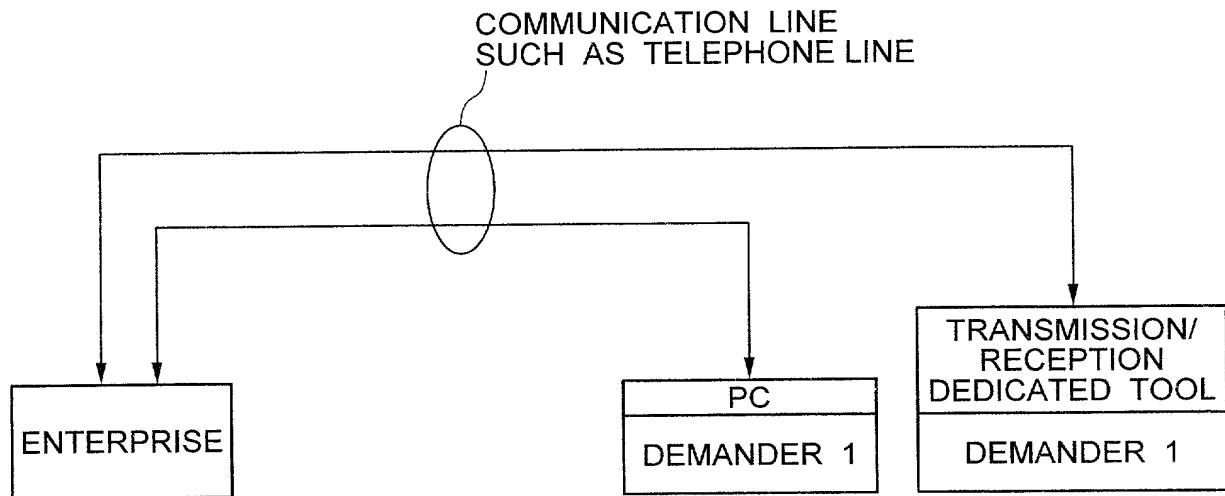 COMMUNICATION LINE
SUCH AS TELEPHONE LINE
ENTERPRISE
PC
DEMANDER 1
TRANSMISSION/
RECEPTION
DEDICATED TOOL
DEMANDER 1